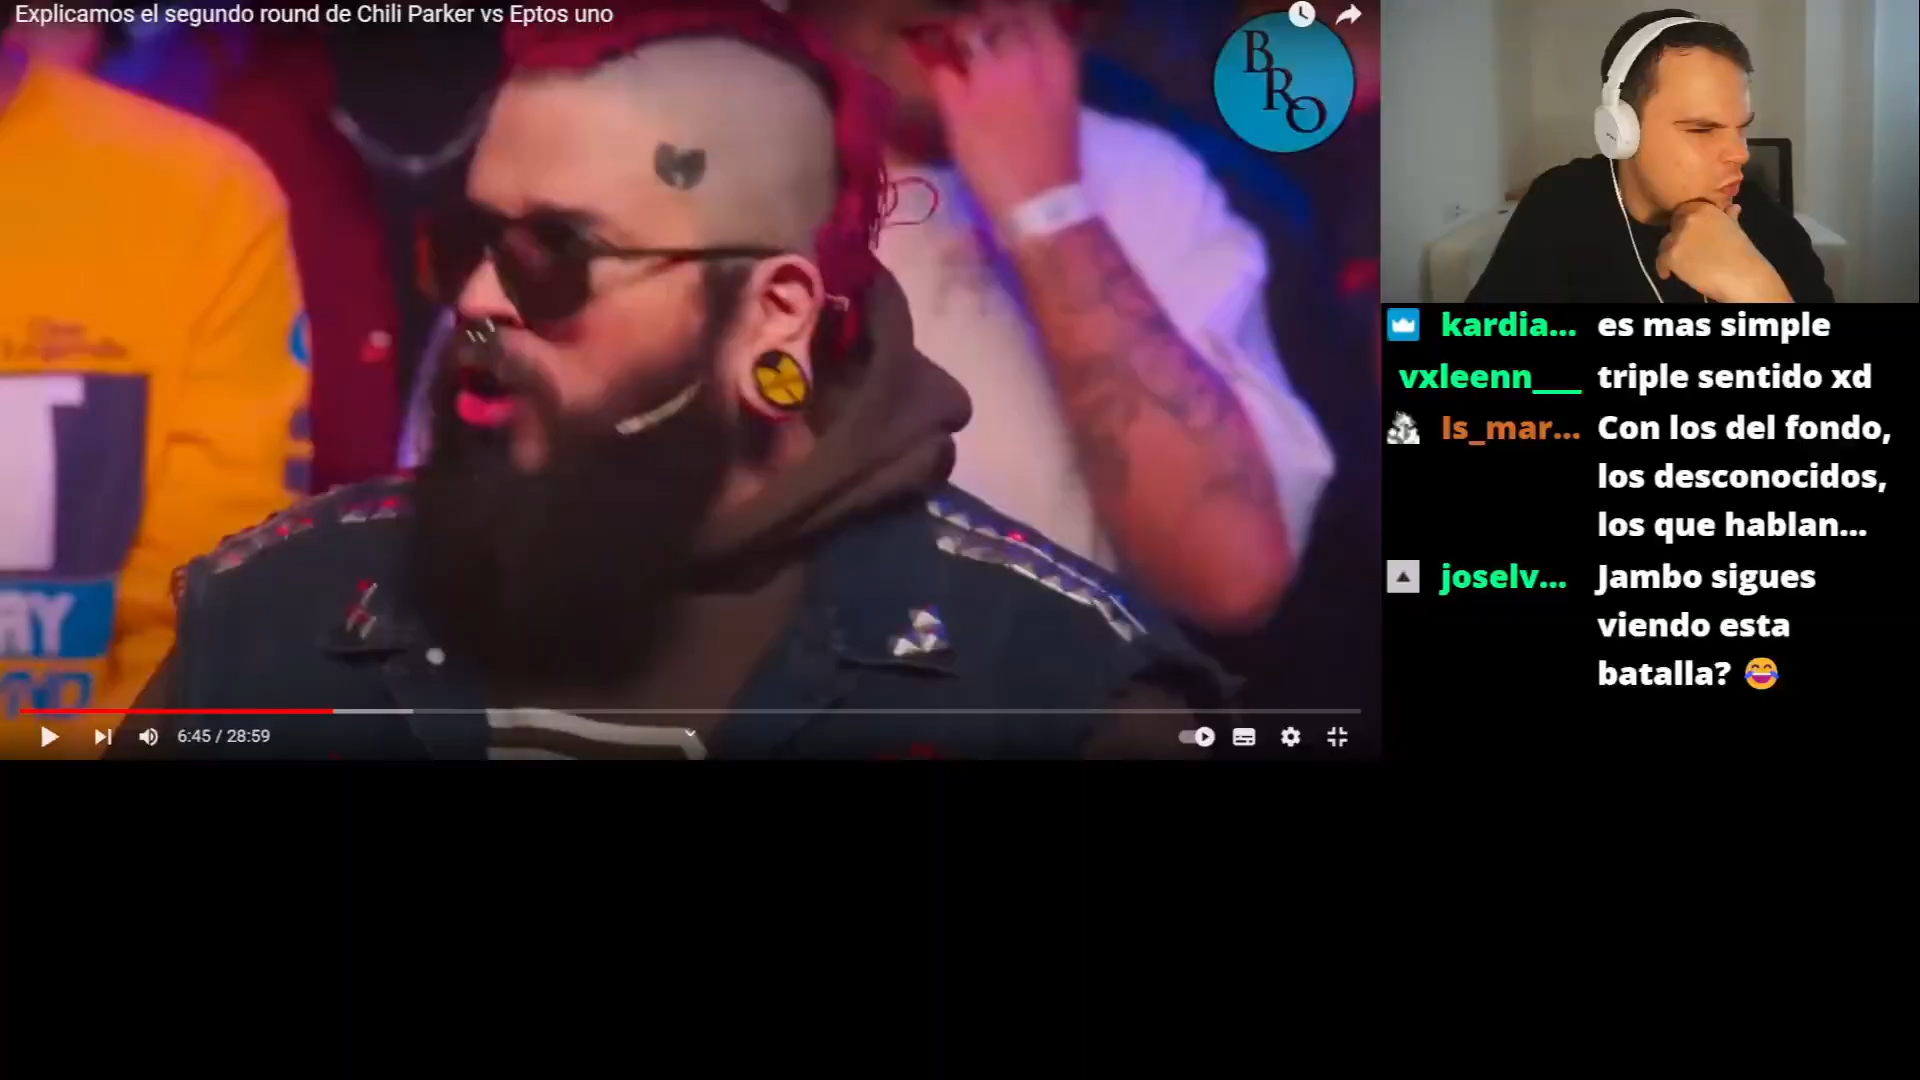 Explicamos el segundo round de Chili Parker vs Eptos uno
BRO
6:45 / 28:59
kardia... es mas simple
vxleenn___ triple sentido xd
ls_mar... Con los del fondo,
los desconocidos,
los que hablan...
joselv... Jambo sigues
viendo esta
batalla? 😂